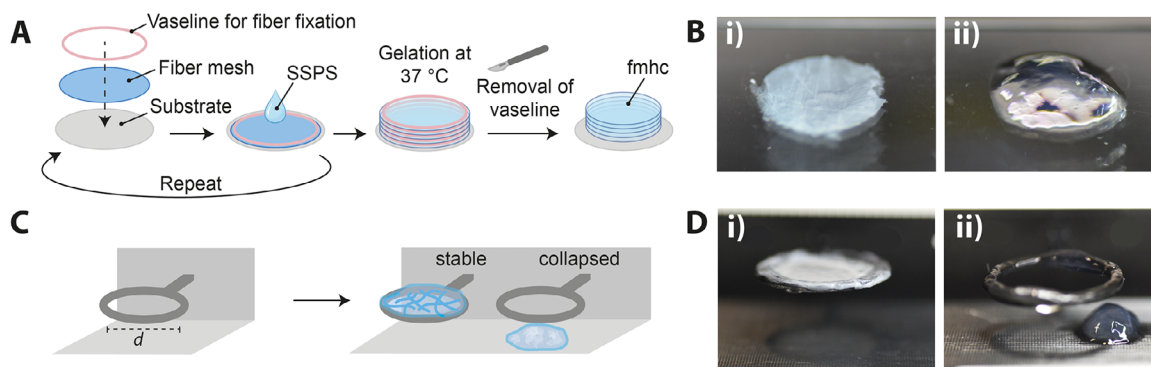 A
Vaseline for fiber fixation
Fiber mesh
Substrate
SSPS
Gelation at
37 °C
Removal of
vaseline
fmhc
Repeat
B
i)
ii)
C
d
stable
collapsed
D
i)
ii)